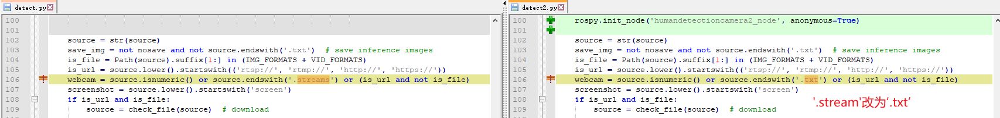 detect.py
100
101
102 source = str(source)
103 save_img = not nosave and not source.endswith('.txt')  # save inference images
104 is_file = Path(source).suffix[1:] in (IMG_FORMATS + VID_FORMATS)
105 is_url = source.lower().startswith(('rtsp://', 'rtmp://', 'http://', 'https://'))
106 webcam = source.isnumeric() or source.endswith('.streams') or (is_url and not is_file)
107 screenshot = source.lower().startswith('screen')
108 if is_url and is_file:
109 source = check_file(source)  # download
detect2.py
100 rospy.init_node('humandetectioncamera2_node', anonymous=True)
101
102 source = str(source)
103 save_img = not nosave and not source.endswith('.txt')  # save inference images
104 is_file = Path(source).suffix[1:] in (IMG_FORMATS + VID_FORMATS)
105 is_url = source.lower().startswith(('rtsp://', 'rtmp://', 'http://', 'https://'))
106 webcam = source.isnumeric() or source.endswith('.txt') or (is_url and not is_file)
107 screenshot = source.lower().startswith('screen')
108 if is_url and is_file:
109 source = check_file(source)  # download
'.stream'改为‘.txt’